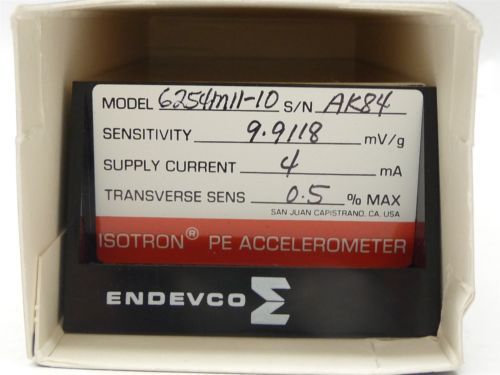 MODEL 6254M11-10 S/N AK84
SENSITIVITY 9.9118 mV/g
SUPPLY CURRENT 4 mA
TRANSVERSE SENS 0.5 % MAX
SAN JUAN CAPISTRANO, CA. USA
ISOTRON® PE ACCELEROMETER
ENDEVCO